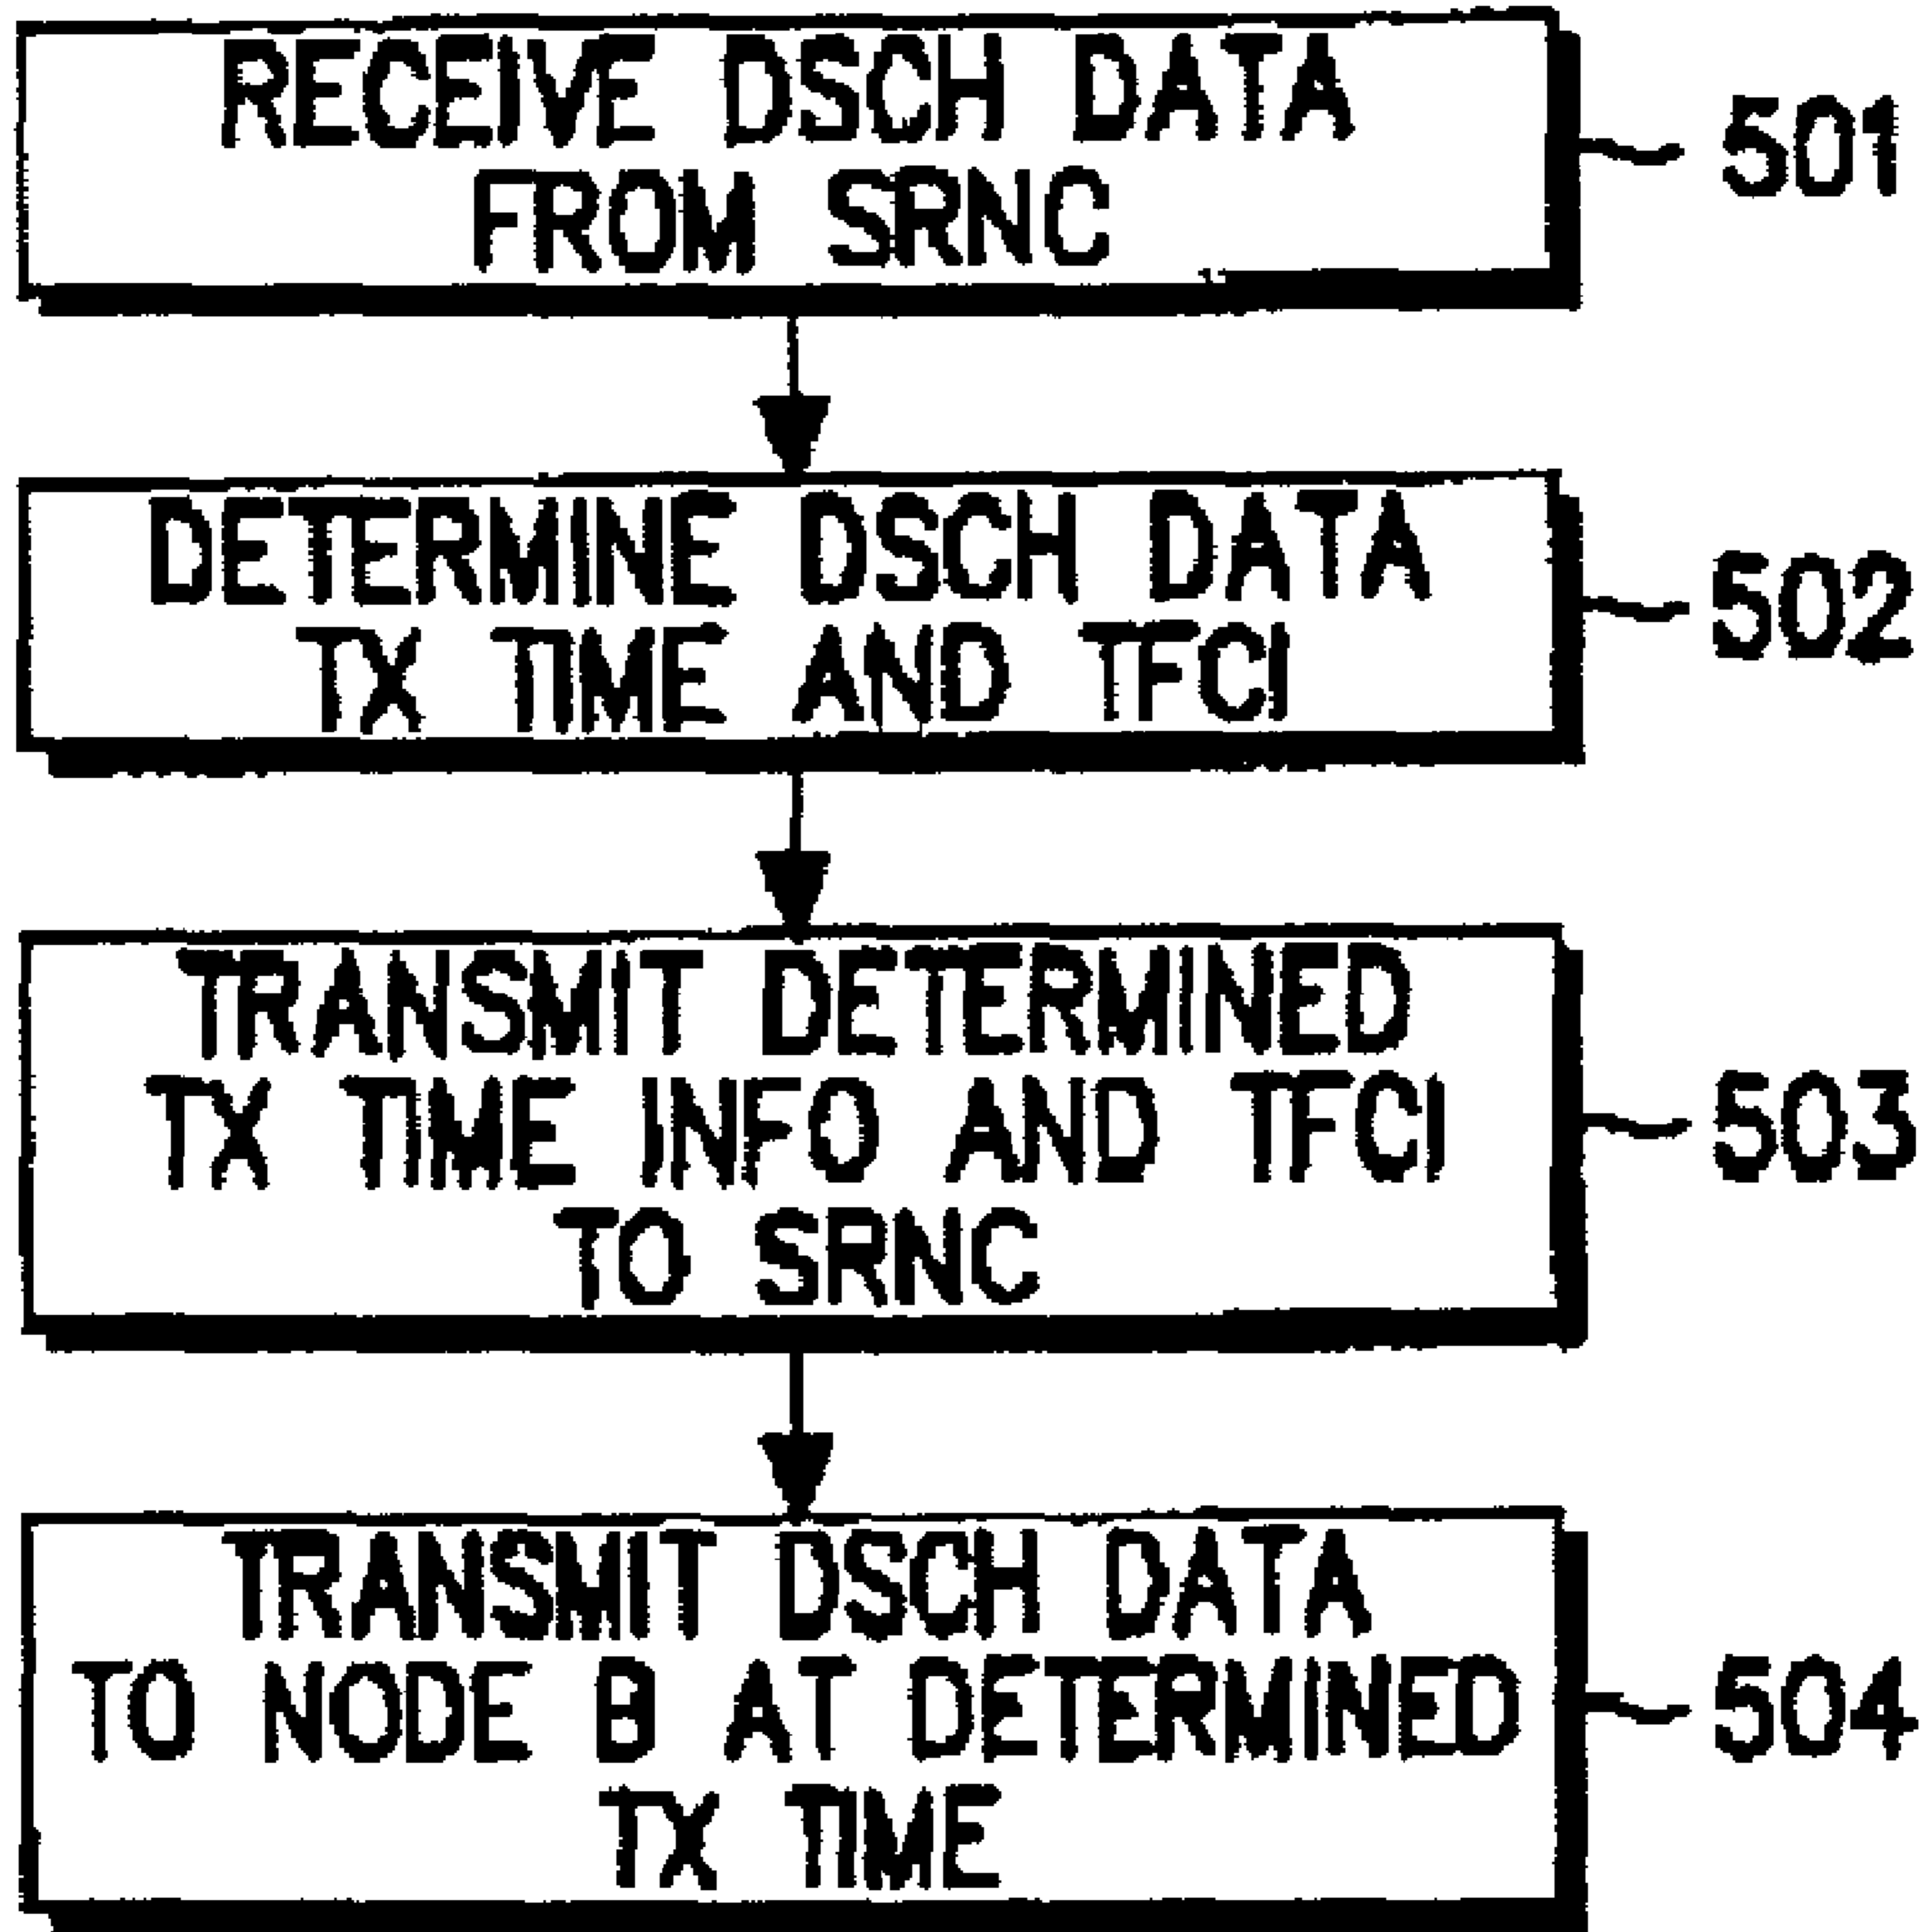 RECEIVE DSCH DATA
FROM SRNC
501
DETERMINE DSCH DATA
TX TIME AND TFCI
502
TRANSMIT DETERMINED
TX TIME INFO AND TFCI
TO SRNC
503
TRANSMIT DSCH DATA
TO NODE B AT DETERMINED
TX TIME
504